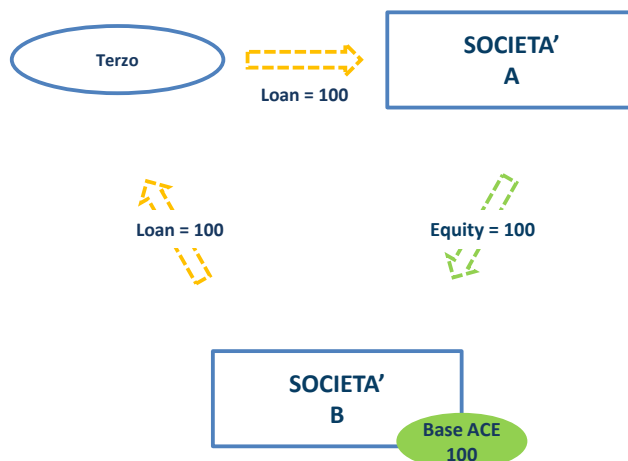 Terzo
Loan = 100
SOCIETA’
A
Loan = 100
Equity = 100
SOCIETA’
B
Base ACE
100